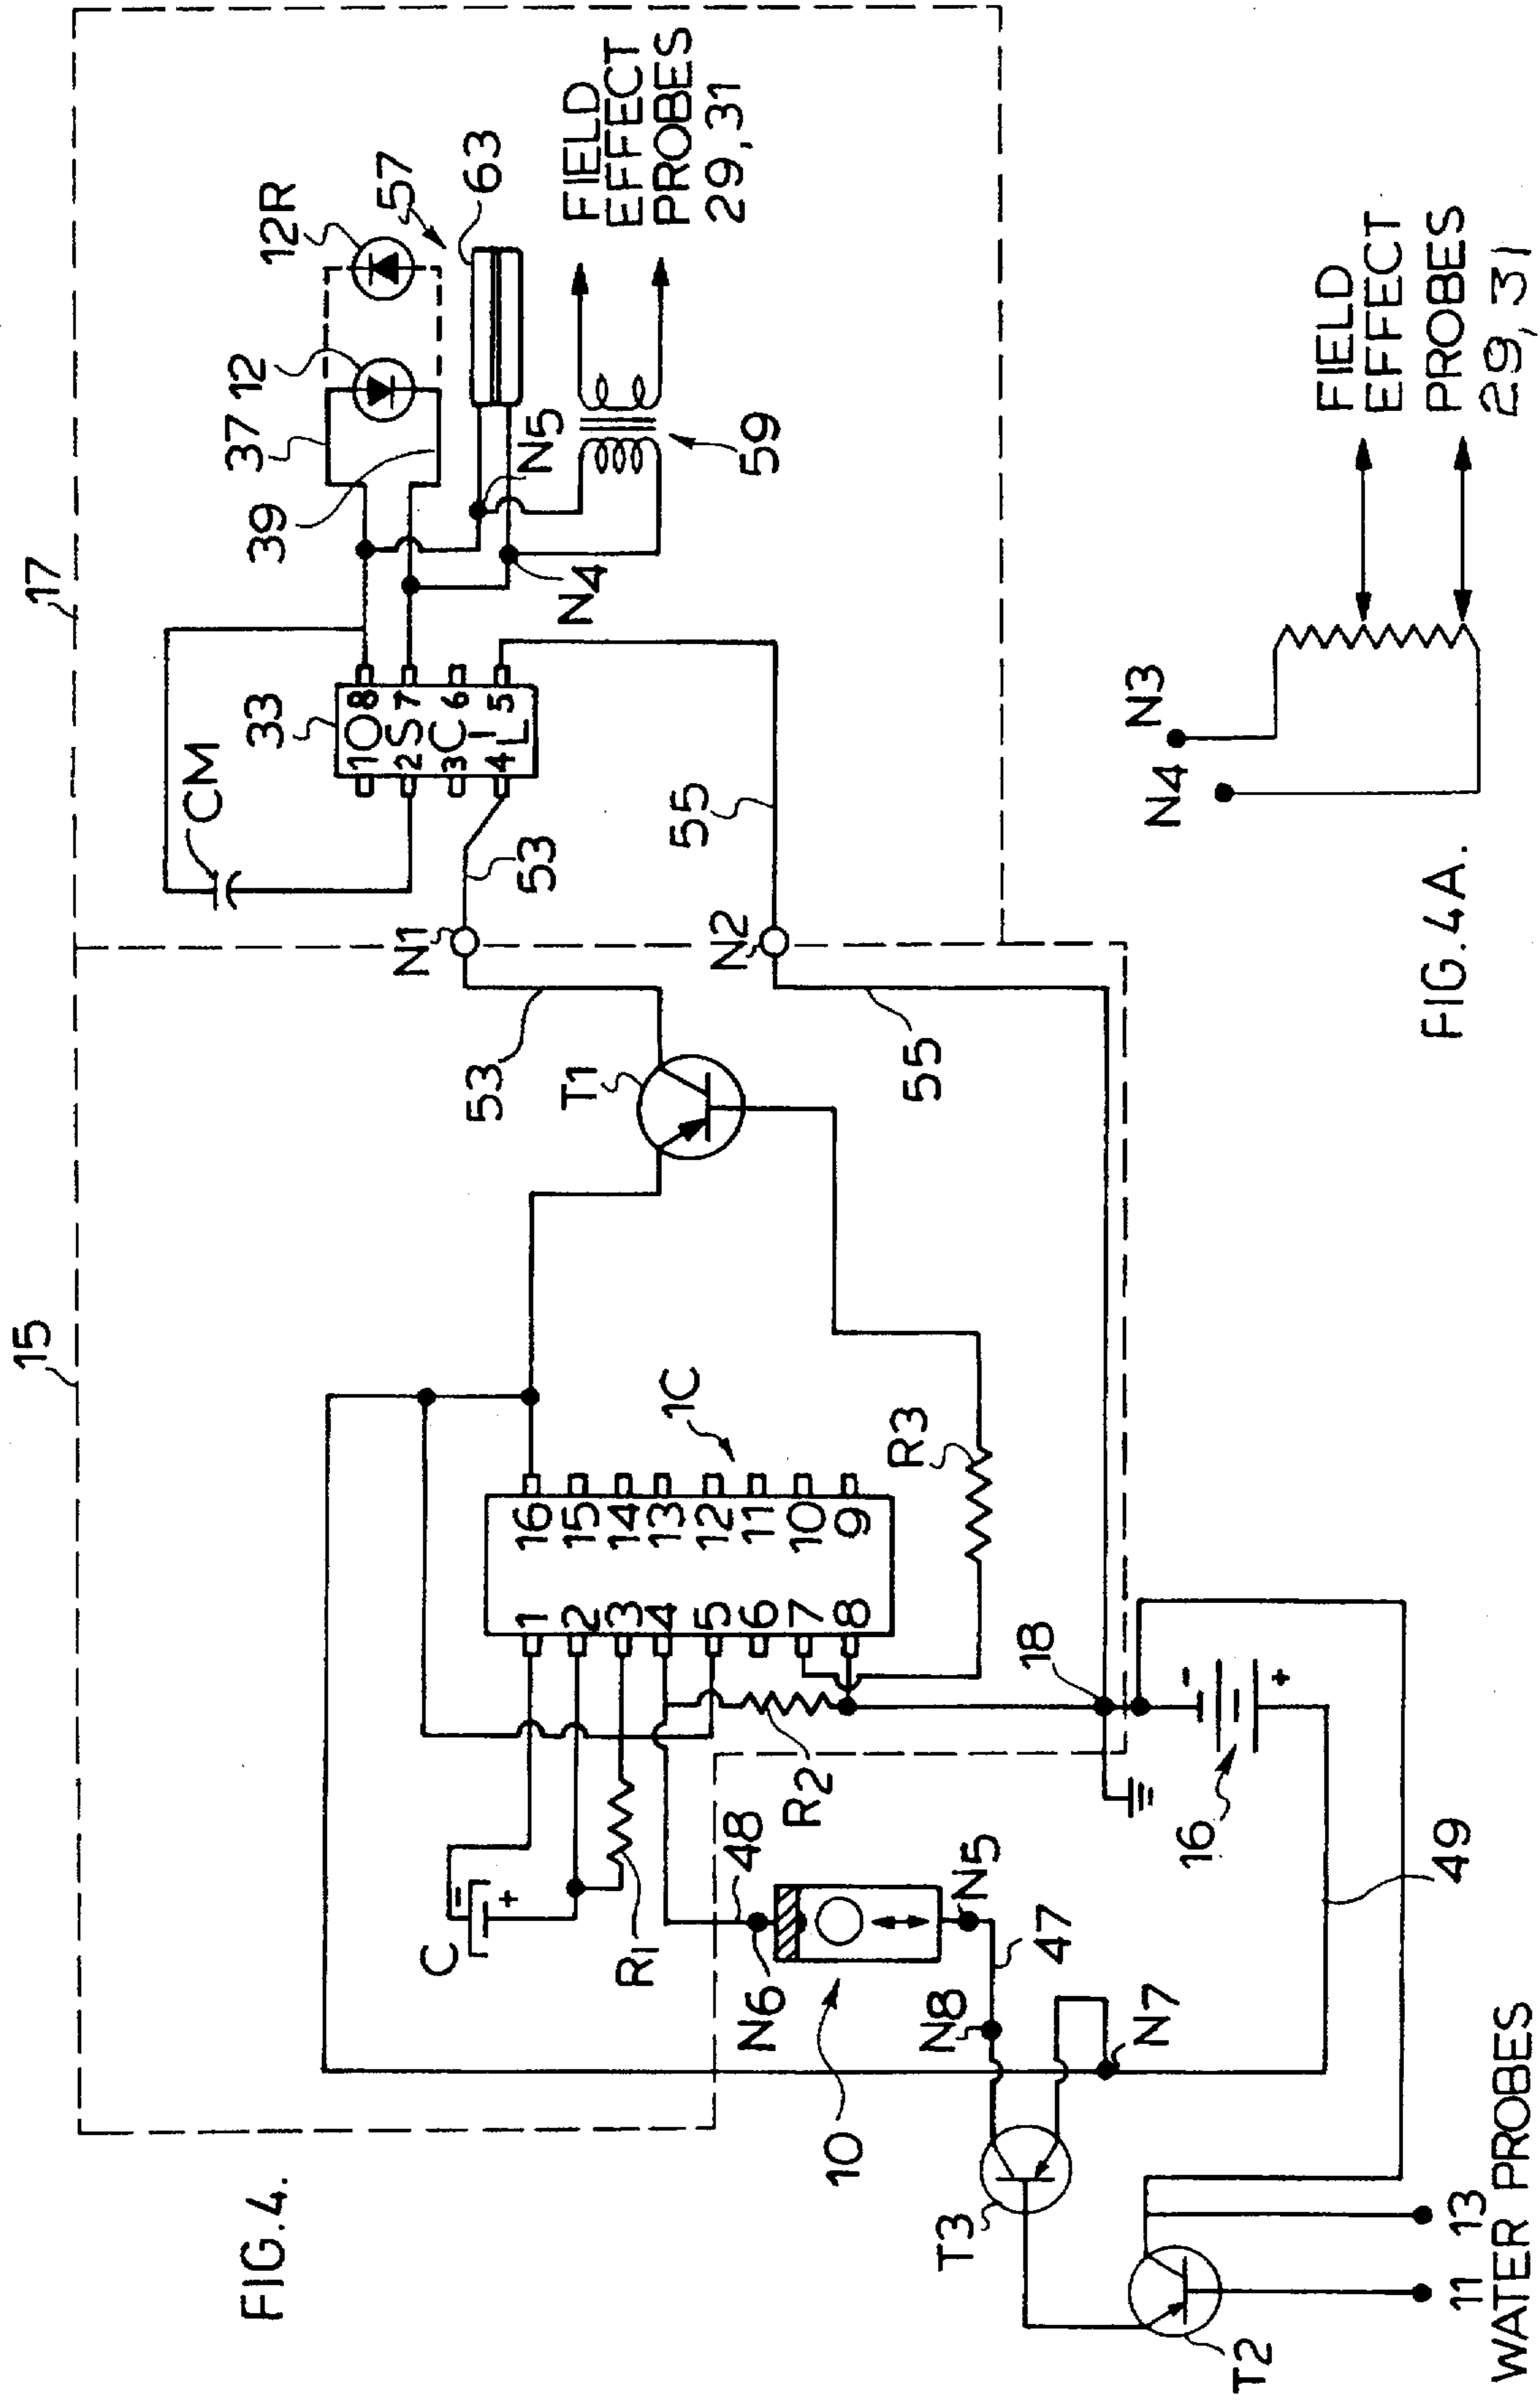 FIG.4.
15
17
C
-
+
R1
1
2
3
4
5
6
7
8
16
15
14
13
12
11
10
9
1C
R2
R3
48
N6
10
N5
47
N8
N7
T3
T2
11 13
WATER PROBES
49
16
-
+
18
T1
53
55
N1
N2
53
55
CM
33
OSCIL
1
2
3
4
8
7
6
5
37
39
12
12R
57
63
N5
N4
59
FIELD
EFFECT
PROBES
29, 31
FIG.4A.
N4
N3
FIELD
EFFECT
PROBES
29, 31